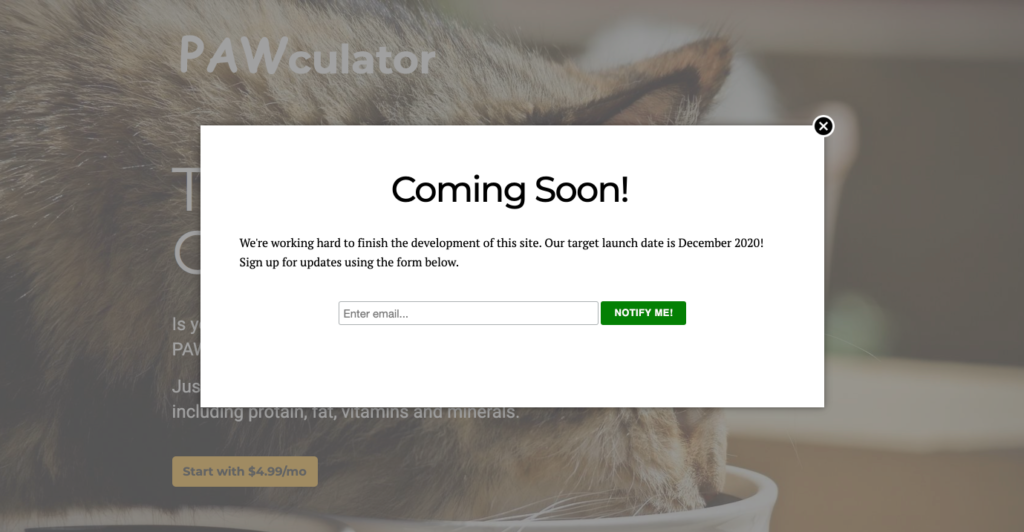 PAWculator
T
C
Coming Soon!
We're working hard to finish the development of this site. Our target launch date is December 2020!
Sign up for updates using the form below.
Enter email...
NOTIFY ME!
Is y
PAW
Jus
including protain, fat, vitamins and minerals.
Start with $4.99/mo